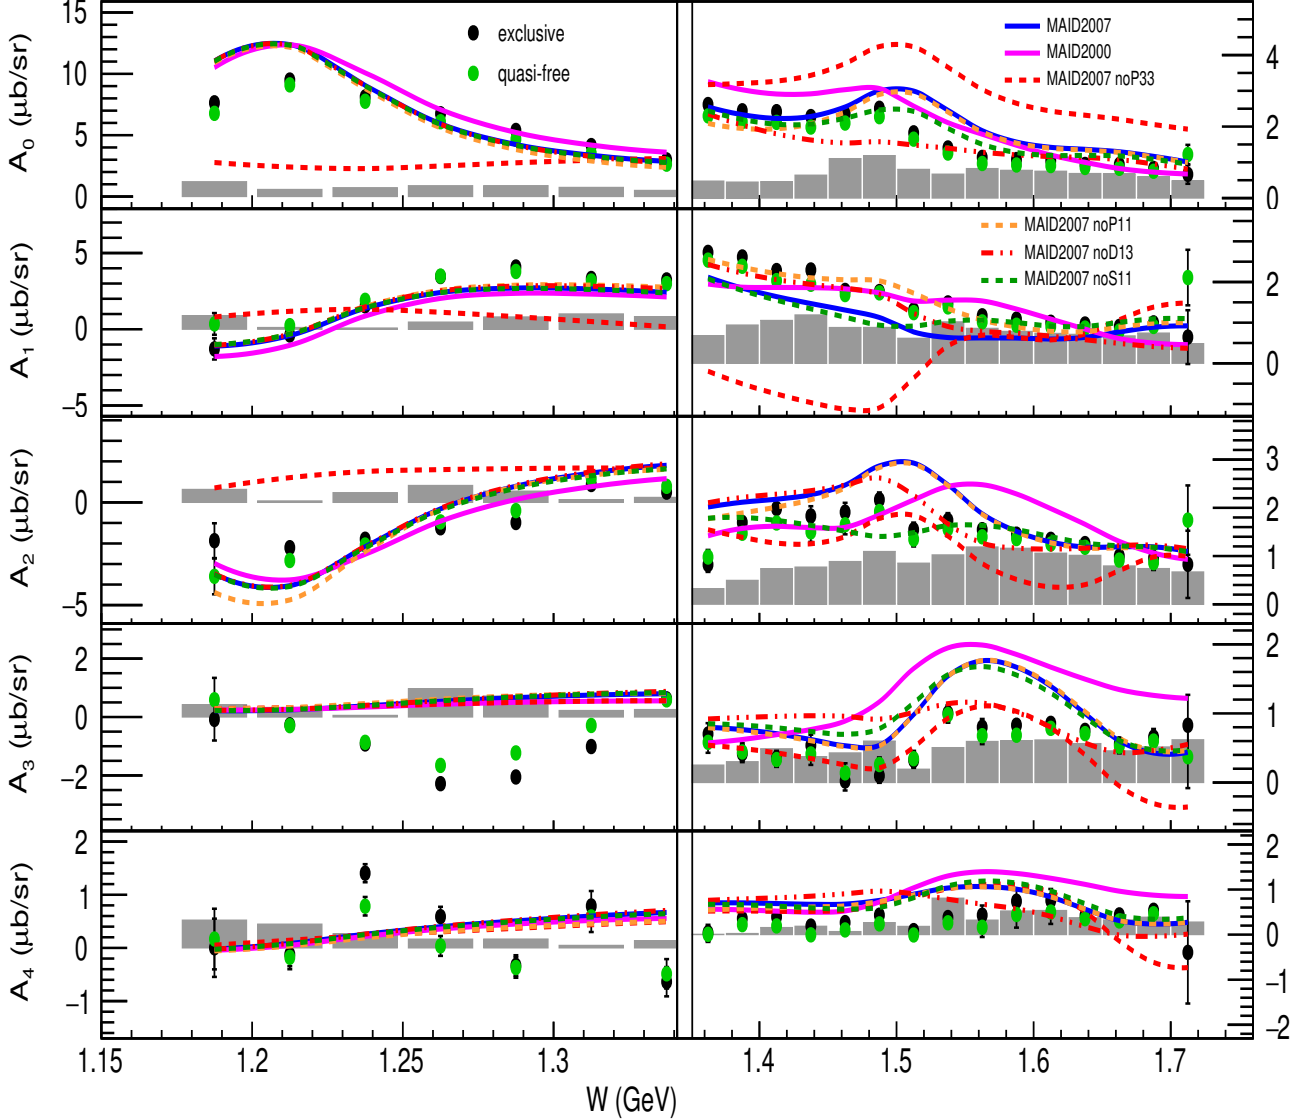 A0 (μb/sr)
15
10
5
0
exclusive
quasi-free
MAID2007
MAID2000
MAID2007 noP33
4
2
0
A1 (μb/sr)
5
0
−5
MAID2007 noP11
MAID2007 noD13
MAID2007 noS11
2
0
A2 (μb/sr)
0
−5
3
2
1
0
A3 (μb/sr)
2
0
−2
2
1
0
A4 (μb/sr)
2
1
0
−1
2
1
0
−1
−2
1.15 1.2 1.25 1.3 1.4 1.5 1.6 1.7
W (GeV)